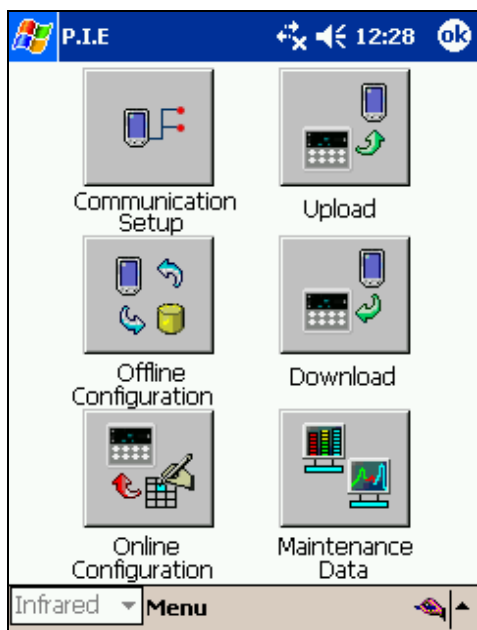 P.I.E 12:28 ok
Communication
Setup
Upload
Offline
Configuration
Download
Online
Configuration
Maintenance
Data
Infrared Menu